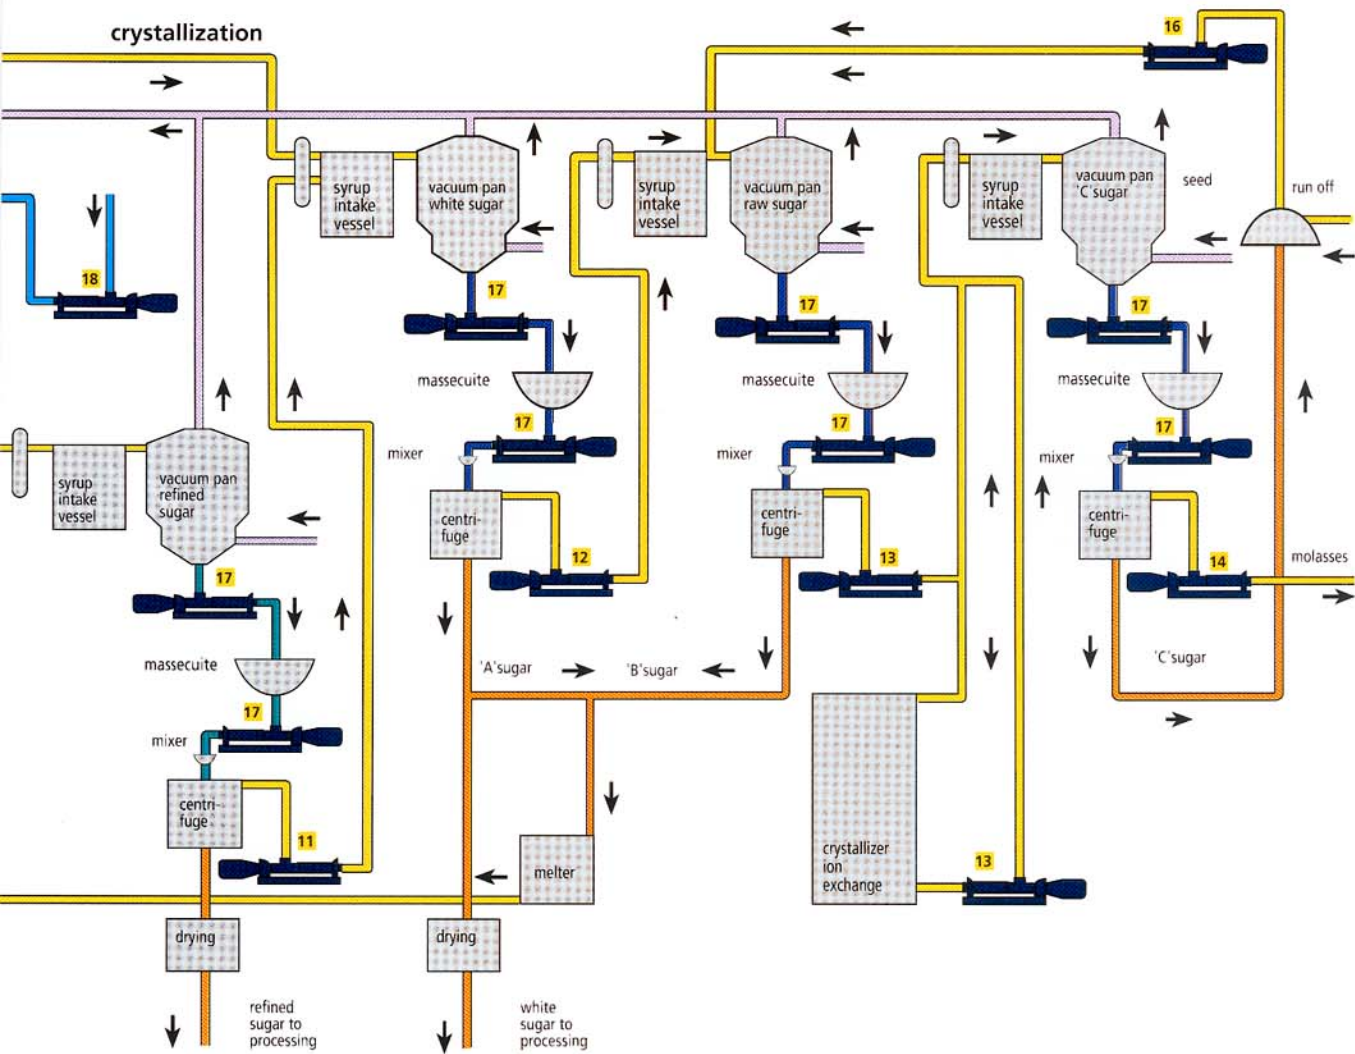 crystallization
16
syrup
intake
vessel
vacuum pan
white sugar
syrup
intake
vessel
vacuum pan
raw sugar
syrup
intake
vessel
vacuum pan
'C'sugar
seed
run off
18
17
17
17
massecuite
massecuite
massecuite
17
17
17
mixer
mixer
mixer
syrup
intake
vessel
vacuum pan
refined
sugar
centri-
fuge
centri-
fuge
centri-
fuge
12
13
14
molasses
17
massecuite
'A'sugar
'B'sugar
'C'sugar
17
mixer
centri-
fuge
11
melter
crystallizer
ion
exchange
13
drying
drying
refined
sugar to
processing
white
sugar to
processing